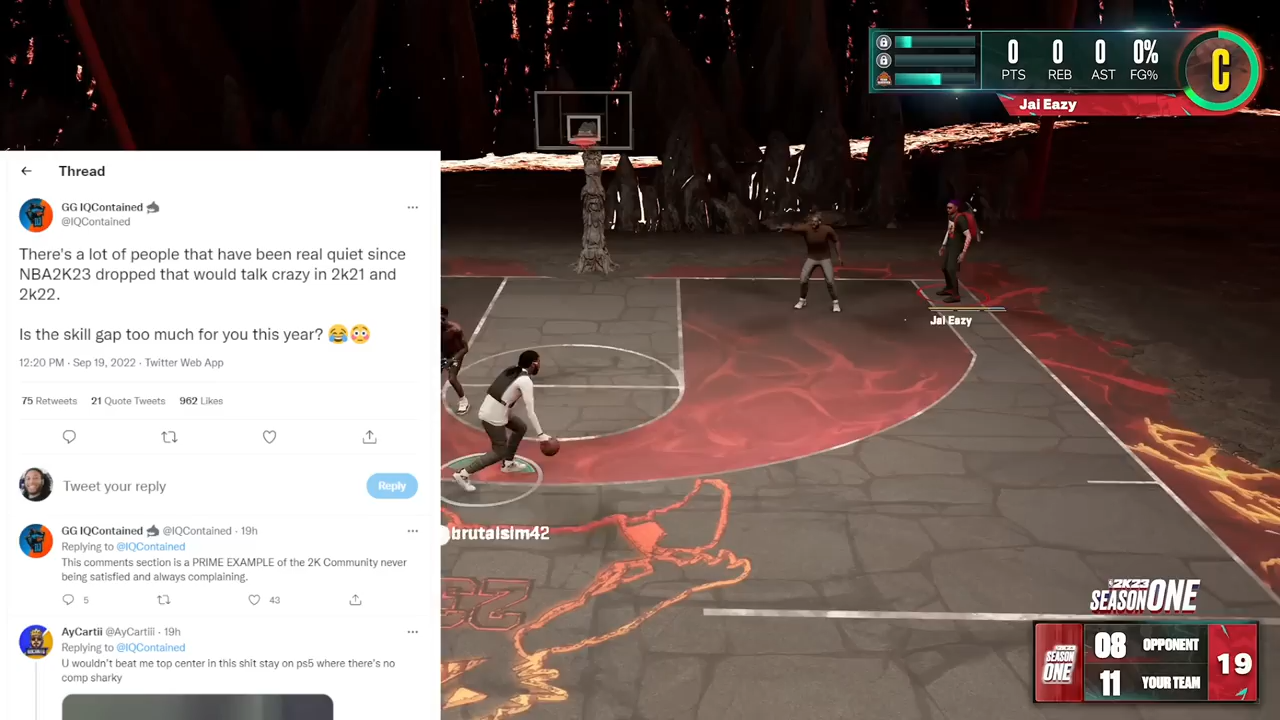 Thread
GG IQContained
@IQContained
There's a lot of people that have been real quiet since
NBA2K23 dropped that would talk crazy in 2k21 and
2k22.
Is the skill gap too much for you this year? 😂😳
12:20 PM · Sep 19, 2022 · Twitter Web App
75 Retweets 21 Quote Tweets 962 Likes
Tweet your reply
Reply
GG IQContained @IQContained · 19h
Replying to @IQContained
This comments section is a PRIME EXAMPLE of the 2K Community never
being satisfied and always complaining.
5 43
AyCartii @AyCartiii · 19h
Replying to @IQContained
U wouldn't beat me top center in this shit stay on ps5 where there's no
comp sharky
0 0 0 0%
PTS REB AST FG%
C
Jai Eazy
Jai Eazy
brutalsim42
23
2K23
SEASON ONE
SEASON
ONE
08 OPPONENT
11 YOUR TEAM
19